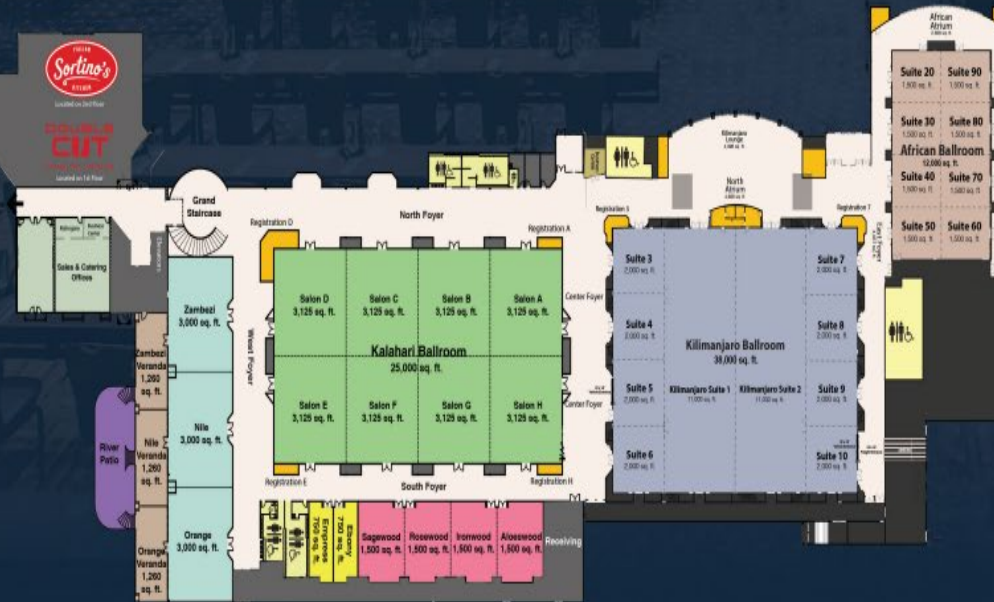 Sortino's
Located on 2nd Floor
DOUBLE
CUT
Located on 1st Floor
Sales & Catering
Offices
Business
Center
Elevators
Grand
Staircase
Registration D
North Foyer
Registration A
West Foyer
Zambezi
3,000 sq. ft.
Nile
3,000 sq. ft.
Orange
3,000 sq. ft.
Zambezi
Veranda
1,260
sq. ft.
Nile
Veranda
1,260
sq. ft.
Orange
Veranda
1,260
sq. ft.
River
Patio
Salon D
3,125 sq. ft.
Salon C
3,125 sq. ft.
Salon B
3,125 sq. ft.
Salon A
3,125 sq. ft.
Kalahari Ballroom
25,000 sq. ft.
Salon E
3,125 sq. ft.
Salon F
3,125 sq. ft.
Salon G
3,125 sq. ft.
Salon H
3,125 sq. ft.
Center Foyer
Center Foyer
Registration E
South Foyer
Registration H
Empress
750 sq. ft.
Ebony
750 sq. ft.
Sagewood
1,500 sq. ft.
Rosewood
1,500 sq. ft.
Ironwood
1,500 sq. ft.
Aloeswood
1,500 sq. ft.
Receiving
Kilimanjaro
Lounge
North
Atrium
Registration 7
East Foyer
Suite 3
2,000 sq. ft.
Suite 4
2,000 sq. ft.
Suite 5
2,000 sq. ft.
Suite 6
2,000 sq. ft.
Kilimanjaro Ballroom
38,000 sq. ft.
Kilimanjaro Suite 1
11,000 sq. ft.
Kilimanjaro Suite 2
11,000 sq. ft.
Suite 7
2,000 sq. ft.
Suite 8
2,000 sq. ft.
Suite 9
2,000 sq. ft.
Suite 10
2,000 sq. ft.
African
Atrium
Suite 20
1,500 sq. ft.
Suite 90
1,500 sq. ft.
Suite 30
1,500 sq. ft.
Suite 80
1,500 sq. ft.
African Ballroom
12,000 sq. ft.
Suite 40
1,500 sq. ft.
Suite 70
1,500 sq. ft.
Suite 50
1,500 sq. ft.
Suite 60
1,500 sq. ft.